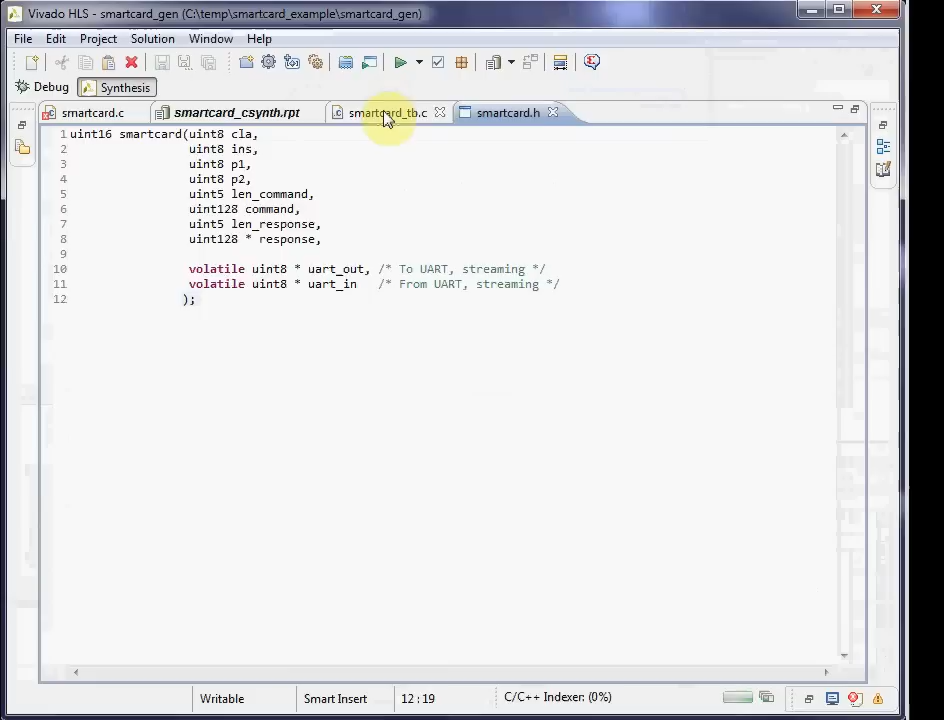 Vivado HLS - smartcard_gen (C:\temp\smartcard_example\smartcard_gen)
File Edit Project Solution Window Help
Debug Synthesis
smartcard.c smartcard_csynth.rpt smartcard_tb.c smartcard.h
1 uint16 smartcard(uint8 cla,
2 uint8 ins,
3 uint8 p1,
4 uint8 p2,
5 uint5 len_command,
6 uint128 command,
7 uint5 len_response,
8 uint128 * response,
9
10 volatile uint8 * uart_out, /* To UART, streaming */
11 volatile uint8 * uart_in /* From UART, streaming */
12 );
Writable Smart Insert 12 : 19 C/C++ Indexer: (0%)